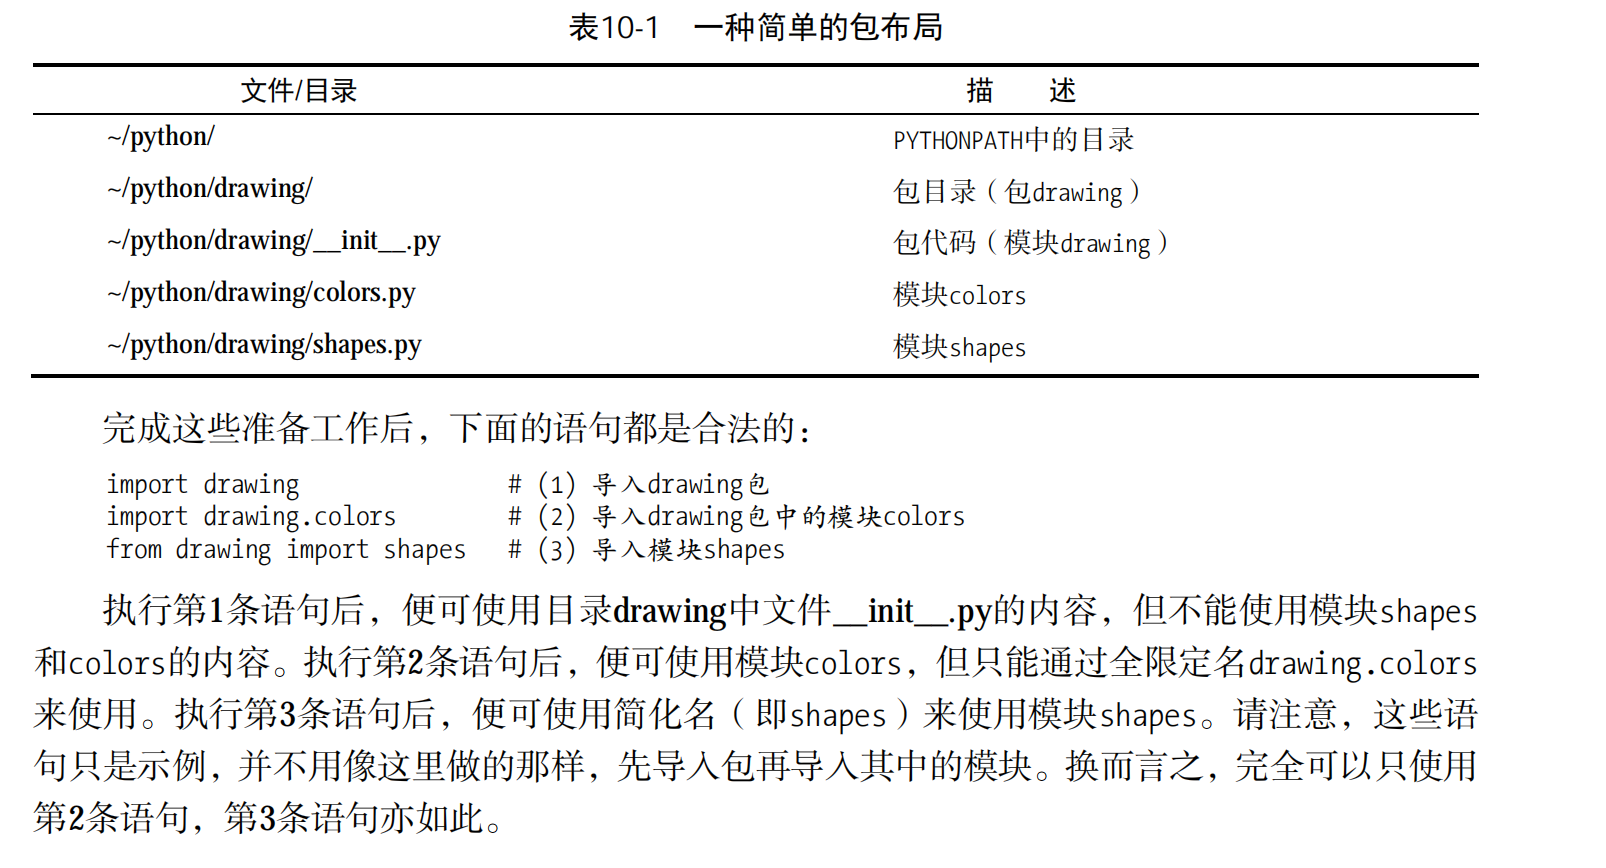 表10-1 一种简单的包布局
文件/目录 描 述
~/python/ PYTHONPATH中的目录
~/python/drawing/ 包目录（包drawing）
~/python/drawing/__init__.py 包代码（模块drawing）
~/python/drawing/colors.py 模块colors
~/python/drawing/shapes.py 模块shapes
完成这些准备工作后，下面的语句都是合法的：
import drawing # (1) 导入drawing包
import drawing.colors # (2) 导入drawing包中的模块colors
from drawing import shapes # (3) 导入模块shapes
执行第1条语句后，便可使用目录drawing中文件__init__.py的内容，但不能使用模块shapes
和colors的内容。执行第2条语句后，便可使用模块colors，但只能通过全限定名drawing.colors
来使用。执行第3条语句后，便可使用简化名（即shapes）来使用模块shapes。请注意，这些语
句只是示例，并不用像这里做的那样，先导入包再导入其中的模块。换而言之，完全可以只使用
第2条语句，第3条语句亦如此。